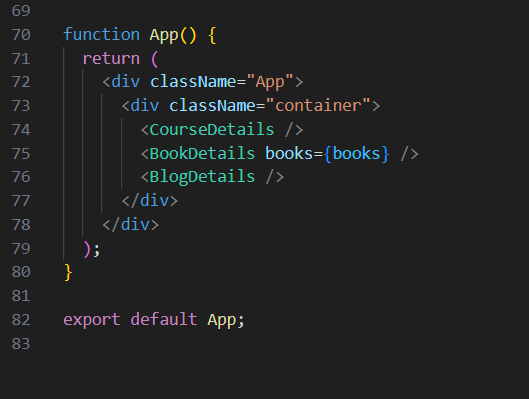 69
70 function App() {
71 return (
72 <div className="App">
73 <div className="container">
74 <CourseDetails />
75 <BookDetails books={books} />
76 <BlogDetails />
77 </div>
78 </div>
79 );
80 }
81
82 export default App;
83